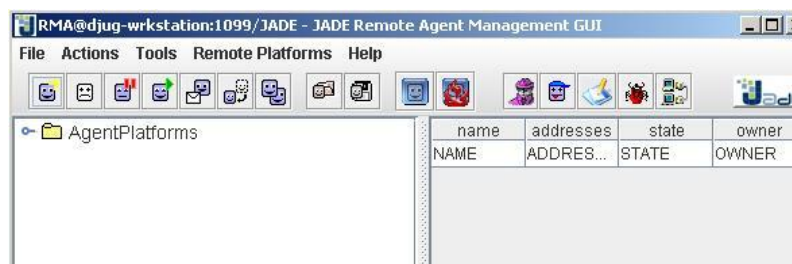 RMA@djug-wrkstation:1099/JADE - JADE Remote Agent Management GUI
File Actions Tools Remote Platforms Help
Jad
AgentPlatforms
name addresses state owner
NAME ADDRES... STATE OWNER